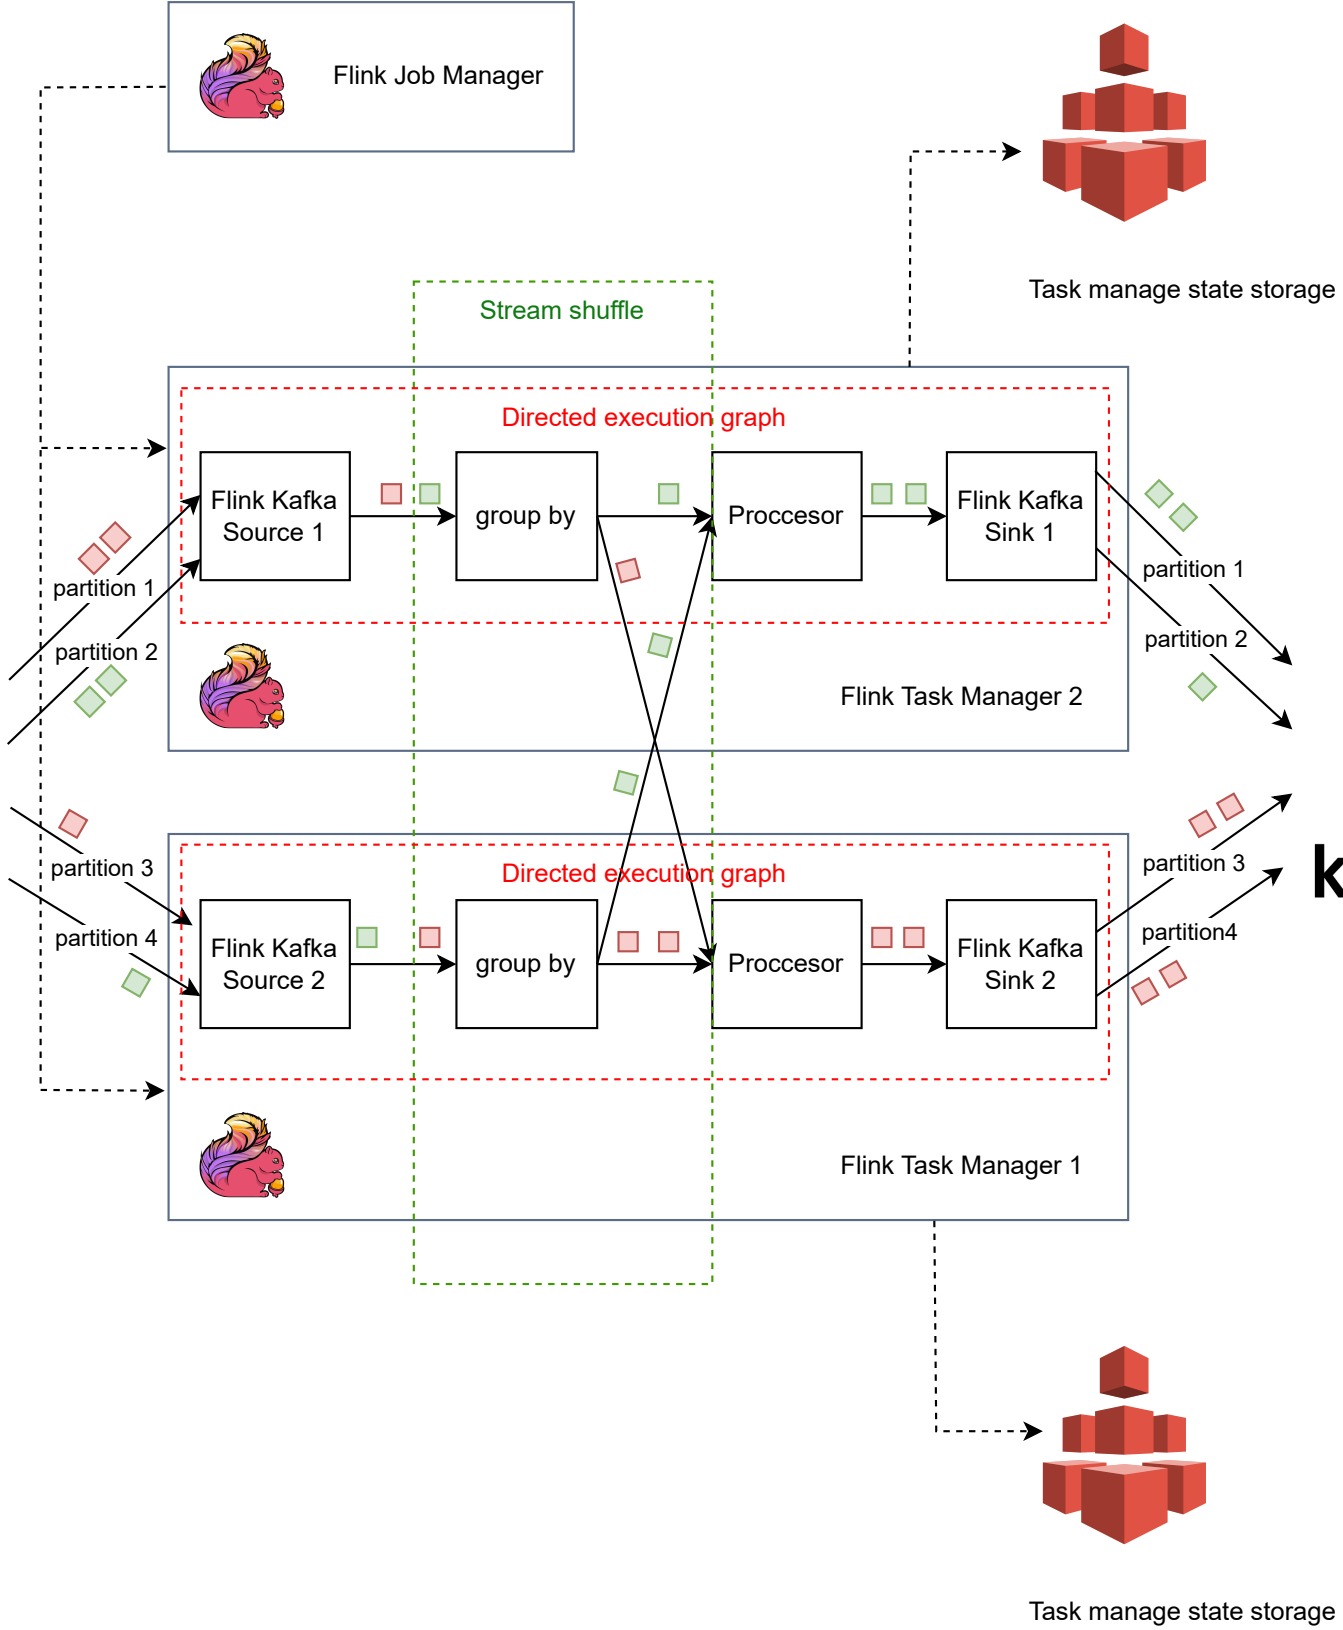 Flink Job Manager
Task manage state storage
Stream shuffle
Directed execution graph
Flink Kafka
Source 1
group by
Proccesor
Flink Kafka
Sink 1
partition 1
partition 2
partition 1
partition 2
Flink Task Manager 2
partition 3
partition 4
Directed execution graph
Flink Kafka
Source 2
group by
Proccesor
Flink Kafka
Sink 2
partition 3
partition4
k
Flink Task Manager 1
Task manage state storage